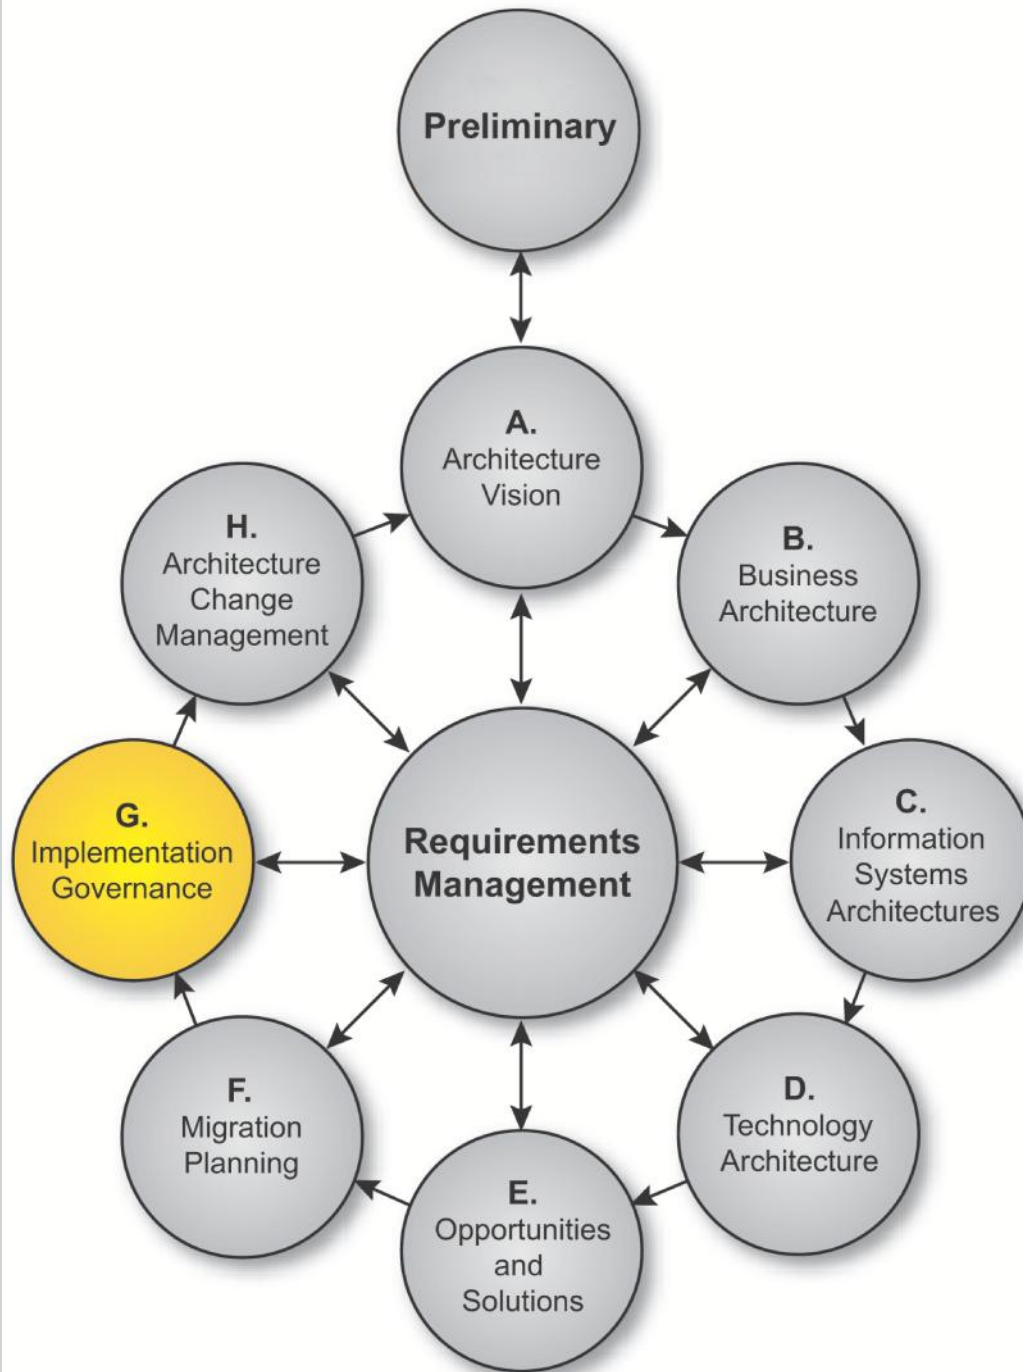 Preliminary
A.
Architecture
Vision
B.
Business
Architecture
C.
Information
Systems
Architectures
D.
Technology
Architecture
E.
Opportunities
and
Solutions
F.
Migration
Planning
G.
Implementation
Governance
H.
Architecture
Change
Management
Requirements
Management